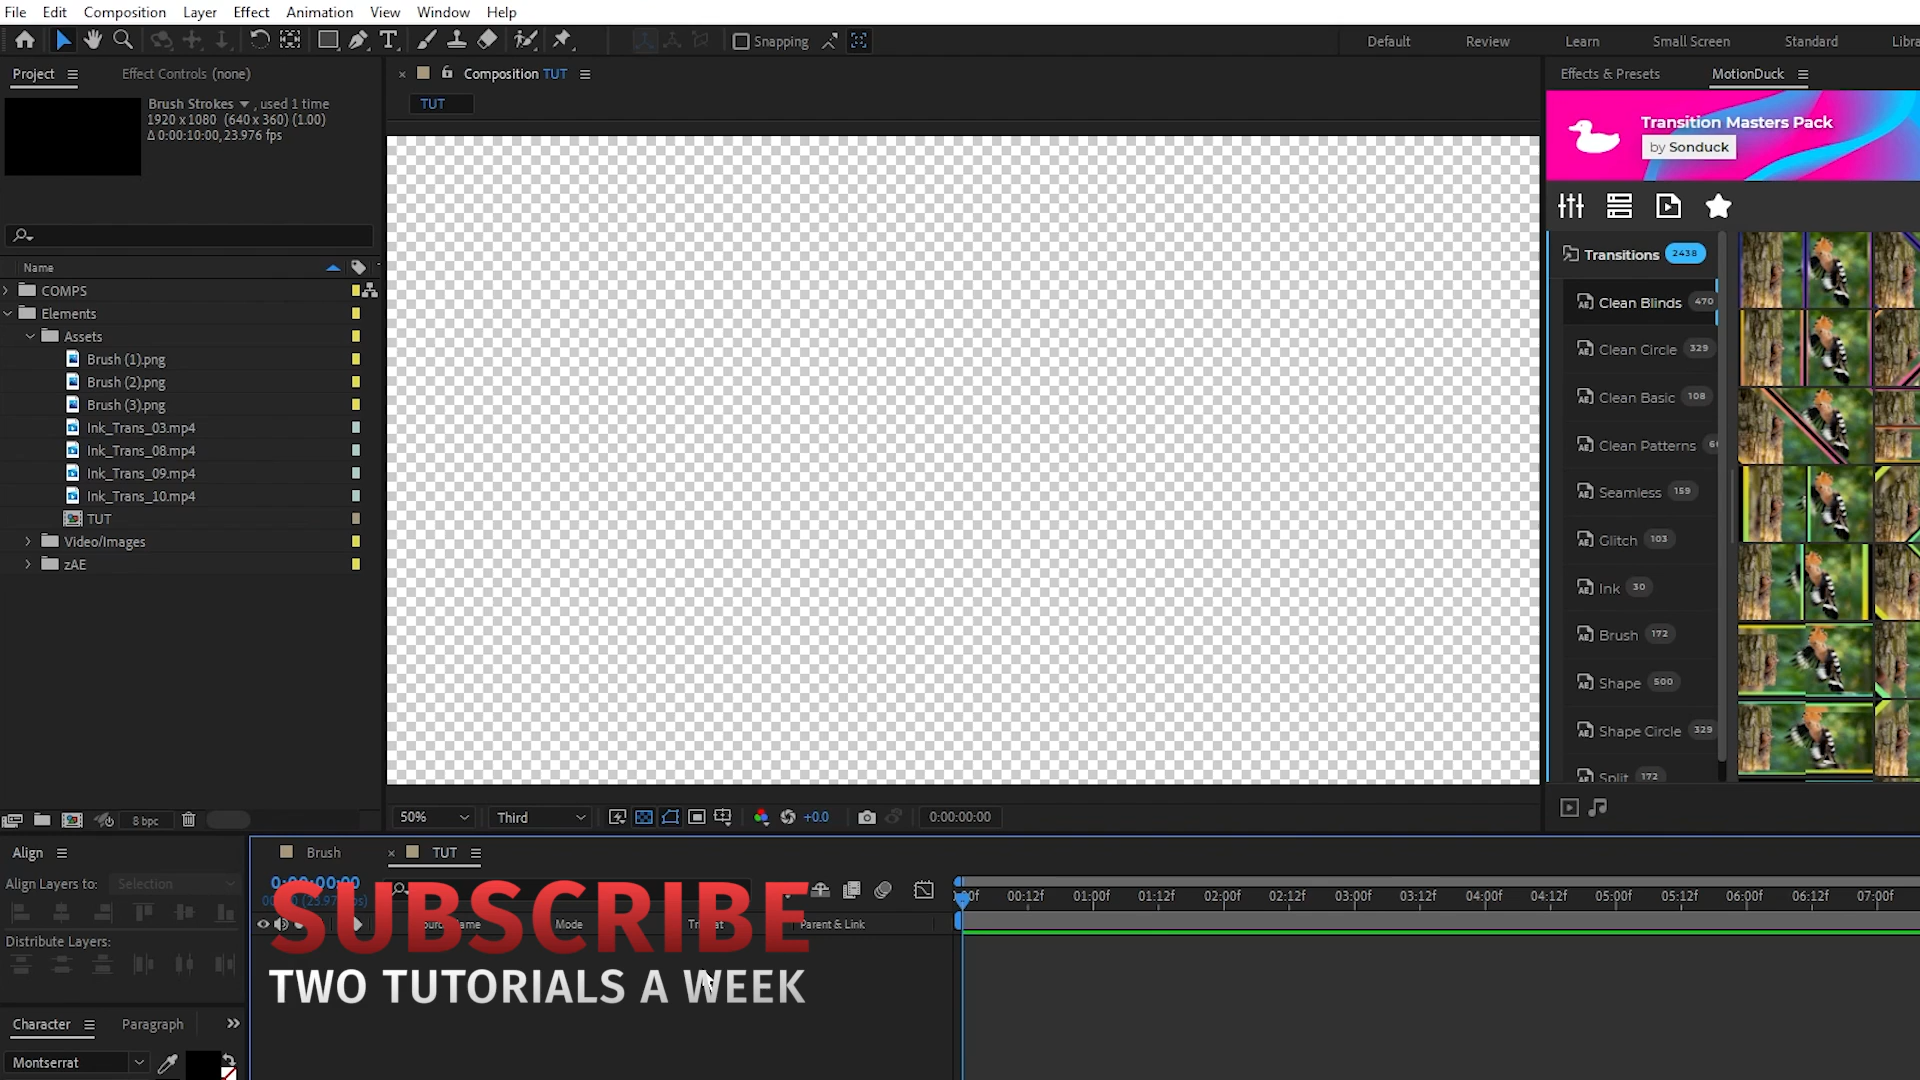 File Edit Composition Layer Effect Animation View Window Help
Snapping
Default Review Learn Small Screen Standard
Project Effect Controls (none)
Composition TUT
Effects & Presets MotionDuck
TUT
Brush Strokes , used 1 time
1920 x 1080 (640 x 360) (1.00)
Δ 0:00:10:00, 23.976 fps
Transition Masters Pack
by Sonduck
Name
COMPS
Elements
Assets
Brush (1).png
Brush (2).png
Brush (3).png
Ink_Trans_03.mp4
Ink_Trans_08.mp4
Ink_Trans_09.mp4
Ink_Trans_10.mp4
TUT
Video/Images
zAE
Transitions 2438
Clean Blinds 470
Clean Circle 329
Clean Basic 108
Clean Patterns
Seamless 159
Glitch 103
Ink 30
Brush 172
Shape 500
Shape Circle 329
Split 172
8 bpc
50% Third +0.0 0:00:00:00
Align
Align Layers to: Selection
Distribute Layers:
Character Paragraph
Montserrat
Brush TUT
0:00:00:00
00:12f 01:00f 01:12f 02:00f 02:12f 03:00f 03:12f 04:00f 04:12f 05:00f 05:12f 06:00f 06:12f 07:00f
Mode Parent & Link
SUBSCRIBE
TWO TUTORIALS A WEEK